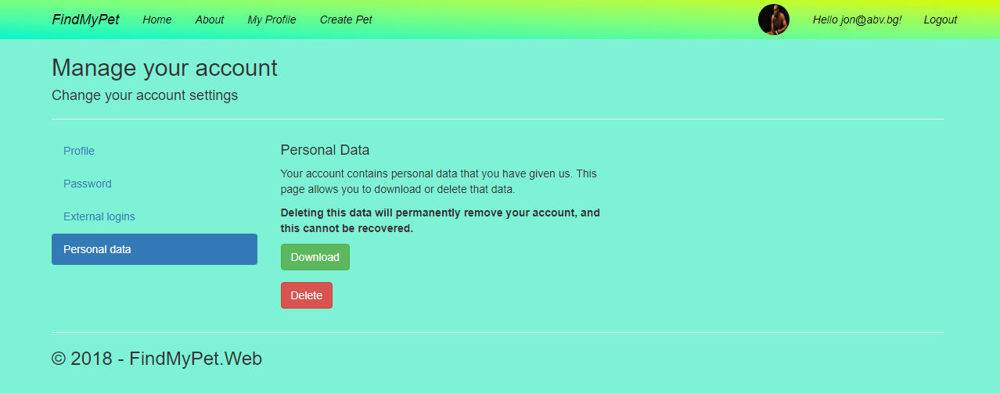 FindMyPet Home About My Profile Create Pet Hello jon@abv.bg! Logout
Manage your account
Change your account settings
Profile
Password
External logins
Personal data
Personal Data
Your account contains personal data that you have given us. This
page allows you to download or delete that data.
Deleting this data will permanently remove your account, and
this cannot be recovered.
Download
Delete
© 2018 - FindMyPet.Web